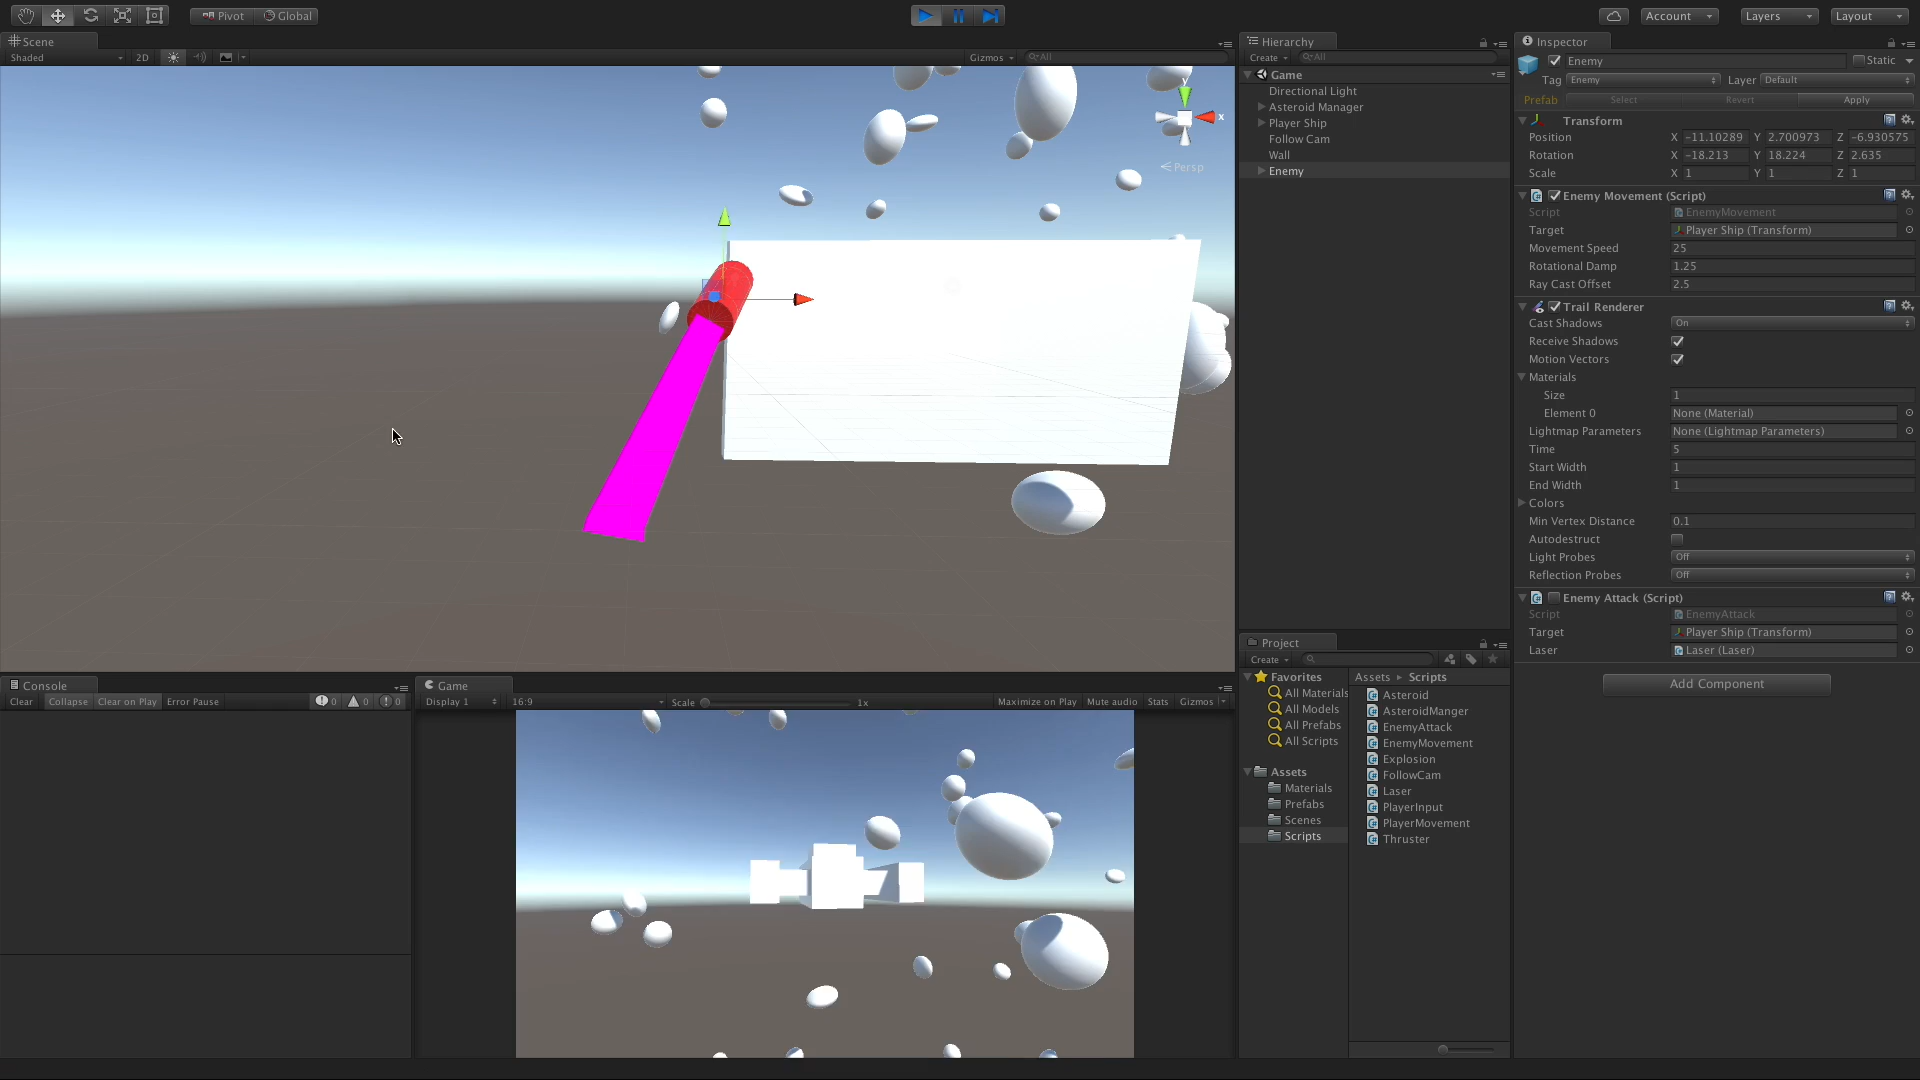 Pivot Global
Account Layers Layout
Scene
Shaded 2D Gizmos All
y
x
Persp
Hierarchy
Create All
Game
Directional Light
Asteroid Manager
Player Ship
Follow Cam
Wall
Enemy
Inspector
Enemy Static
Tag Enemy Layer Default
Prefab Select Revert Apply
Transform
Position X -11.10289 Y 2.700973 Z -6.930575
Rotation X -18.213 Y 18.224 Z 2.635
Scale X 1 Y 1 Z 1
Enemy Movement (Script)
Script EnemyMovement
Target Player Ship (Transform)
Movement Speed 25
Rotational Damp 1.25
Ray Cast Offset 2.5
Trail Renderer
Cast Shadows On
Receive Shadows
Motion Vectors
Materials
Size 1
Element 0 None (Material)
Lightmap Parameters None (Lightmap Parameters)
Time 5
Start Width 1
End Width 1
Colors
Min Vertex Distance 0.1
Autodestruct
Light Probes Off
Reflection Probes Off
Enemy Attack (Script)
Script EnemyAttack
Target Player Ship (Transform)
Laser Laser (Laser)
Add Component
Console
Clear Collapse Clear on Play Error Pause 0 0 0
Game
Display 1 16:9 Scale 1x Maximize on Play Mute audio Stats Gizmos
Project
Create
Favorites
All Materials
All Models
All Prefabs
All Scripts
Assets
Materials
Prefabs
Scenes
Scripts
Assets Scripts
Asteroid
AsteroidManger
EnemyAttack
EnemyMovement
Explosion
FollowCam
Laser
PlayerInput
PlayerMovement
Thruster